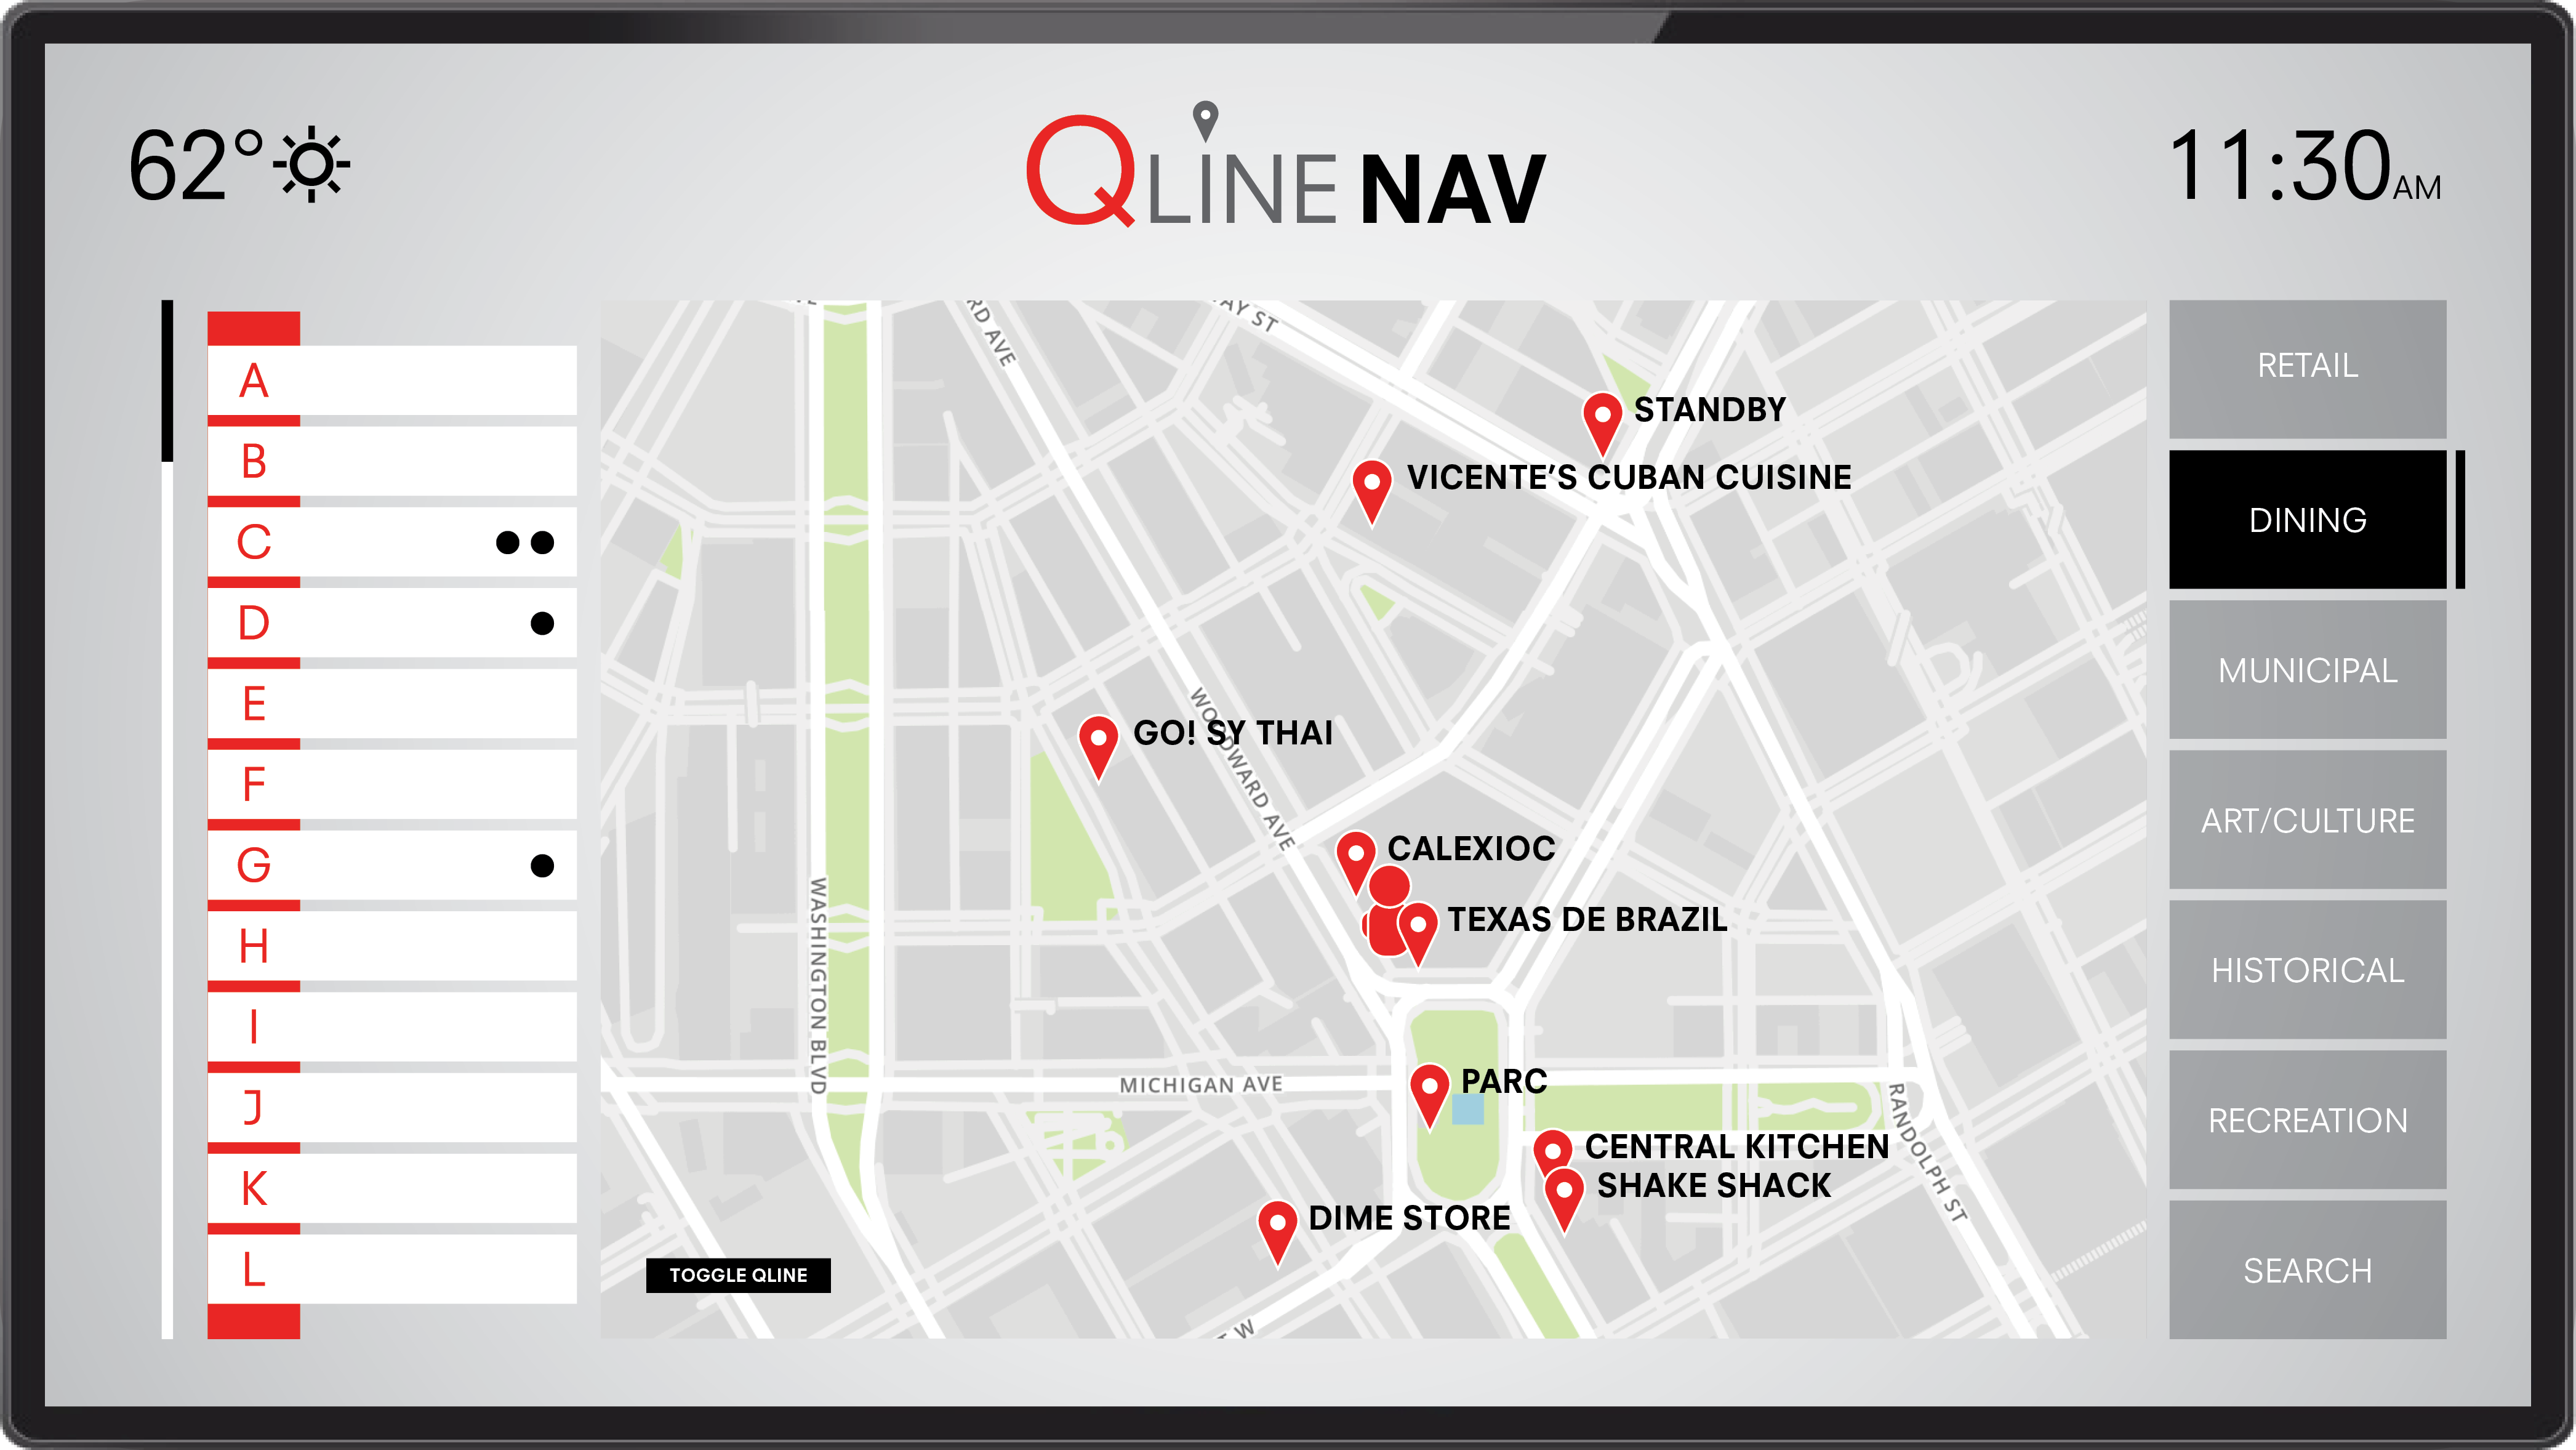 62°
QLINE NAV
11:30AM
A
B
C
D
E
F
G
H
I
J
K
L
RD AVE
AY ST
STANDBY
VICENTE'S CUBAN CUISINE
WOODWARD AVE
GO! SY THAI
CALEXIOC
TEXAS DE BRAZIL
WASHINGTON BLVD
MICHIGAN AVE
PARC
CENTRAL KITCHEN
SHAKE SHACK
RANDOLPH ST
DIME STORE
TOGGLE QLINE
W
RETAIL
DINING
MUNICIPAL
ART/CULTURE
HISTORICAL
RECREATION
SEARCH